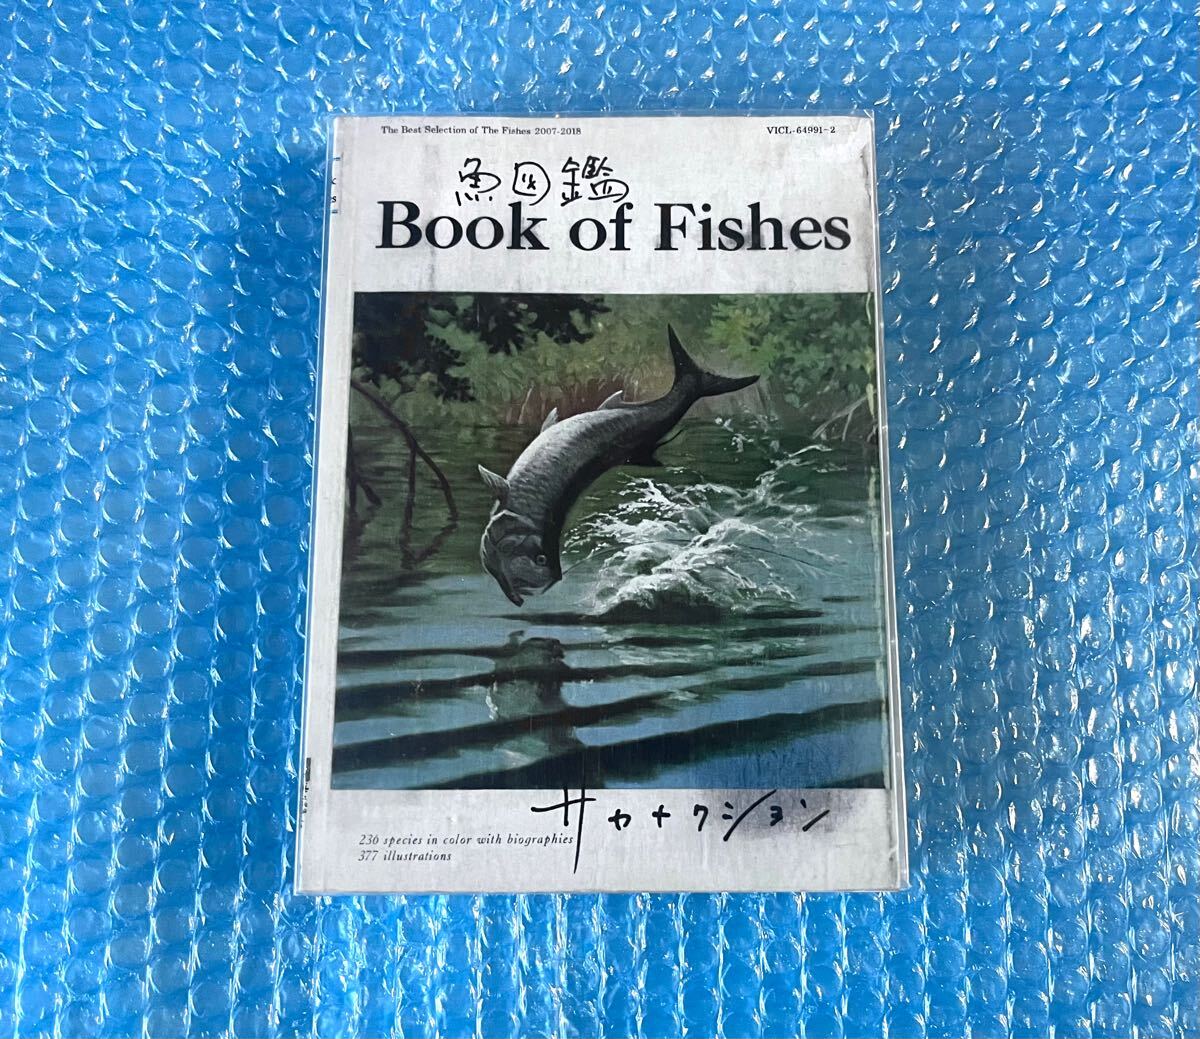 The Best Selection of The Fishes 2007-2018
VICL-64991~2
魚図鑑
Book of Fishes
サカナクション
236 species in color with biographies
377 illustrations